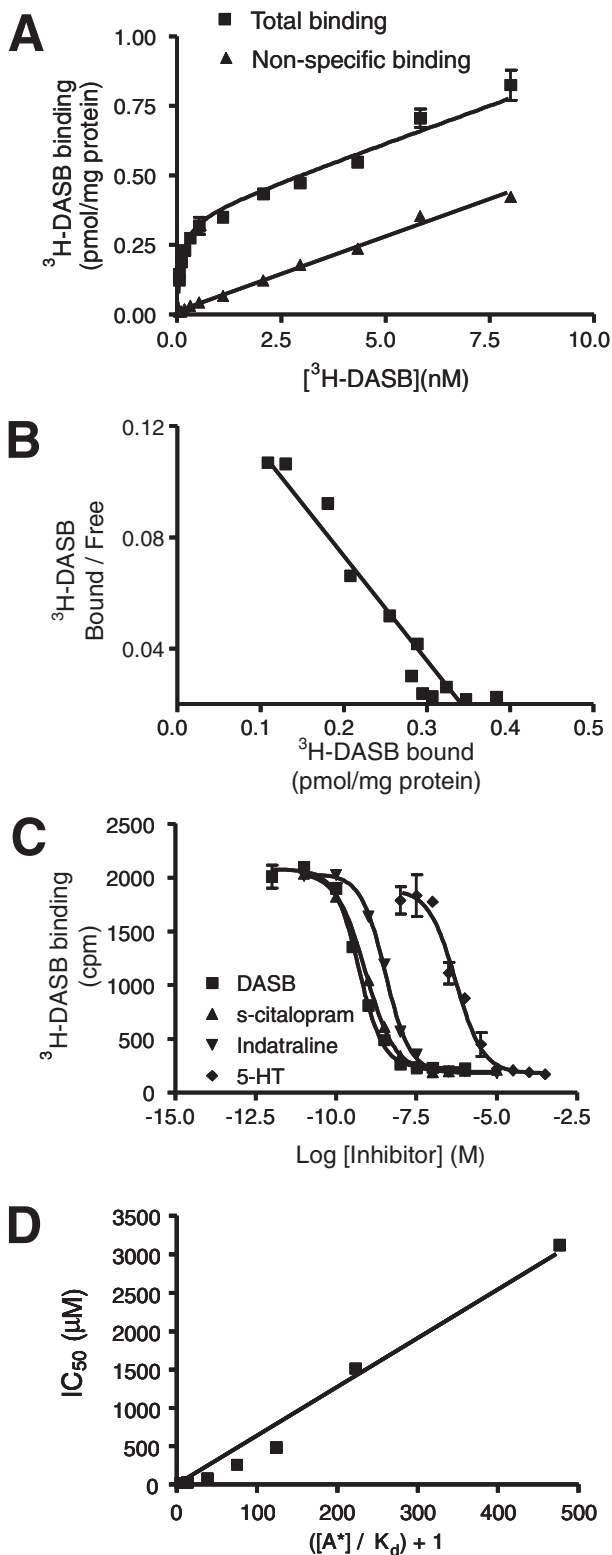 A
Total binding
Non-specific binding
1.00
0.75
0.50
0.25
0.00
³H-DASB binding
(pmol/mg protein)
0.0 2.5 5.0 7.5 10.0
[³H-DASB](nM)
B
0.12
0.08
0.04
³H-DASB
Bound / Free
0.0 0.1 0.2 0.3 0.4 0.5
³H-DASB bound
(pmol/mg protein)
C
2500
2000
1500
1000
500
0
³H-DASB binding
(cpm)
DASB
s-citalopram
Indatraline
5-HT
-15.0 -12.5 -10.0 -7.5 -5.0 -2.5
Log [Inhibitor] (M)
D
3500
3000
2500
2000
1500
1000
500
0
IC₅₀ (μM)
0 100 200 300 400 500
([A*] / K_d) + 1